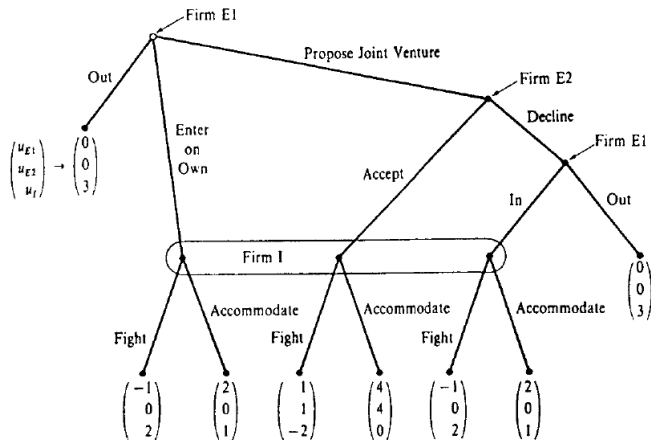 Firm E1
Propose Joint Venture
Out
Firm E2
Decline
Enter
on
Own
Firm E1
(u_E1 u_E2 u_I) → (0 0 3)
Accept
In
Out
Firm I
(0 0 3)
Fight
Accommodate
Fight
Accommodate
Fight
Accommodate
(−1 0 2)
(2 0 1)
(1 1 −2)
(4 4 0)
(−1 0 2)
(2 0 1)